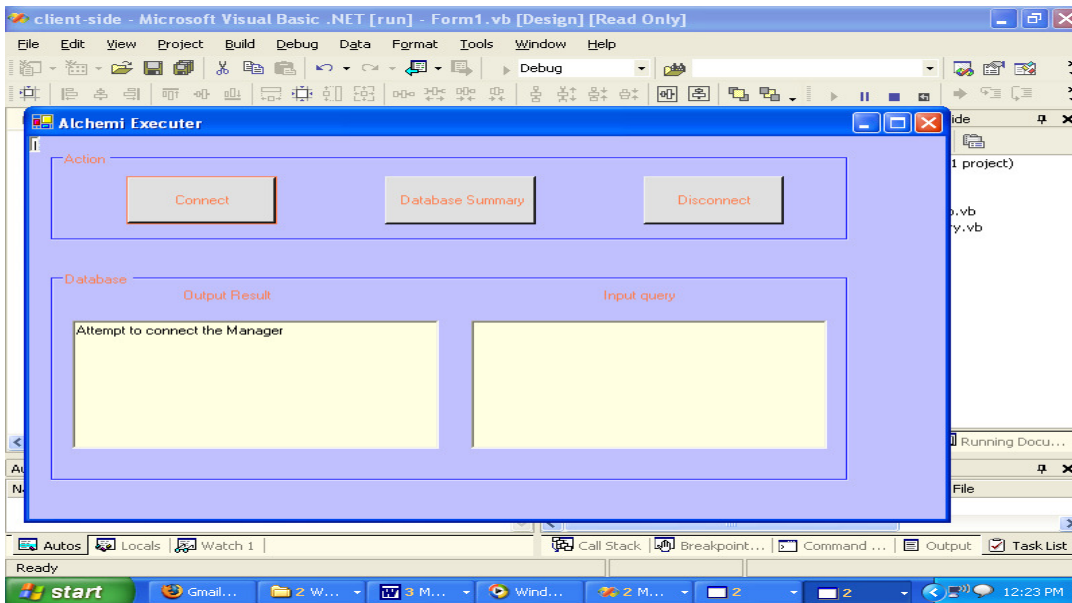 client-side - Microsoft Visual Basic .NET [run] - Form1.vb [Design] [Read Only]
File Edit View Project Build Debug Data Format Tools Window Help
Debug
Alchemi Executer
ide
Action
1 project)
Connect Database Summary Disconnect
.vb
y.vb
Database
Output Result Input query
Attempt to connect the Manager
Running Docu...
File
Autos Locals Watch 1 Call Stack Breakpoint... Command ... Output Task List
Ready
start Gmail... 2 W... 3 M... Wind... 2 M... 2 2 12:23 PM